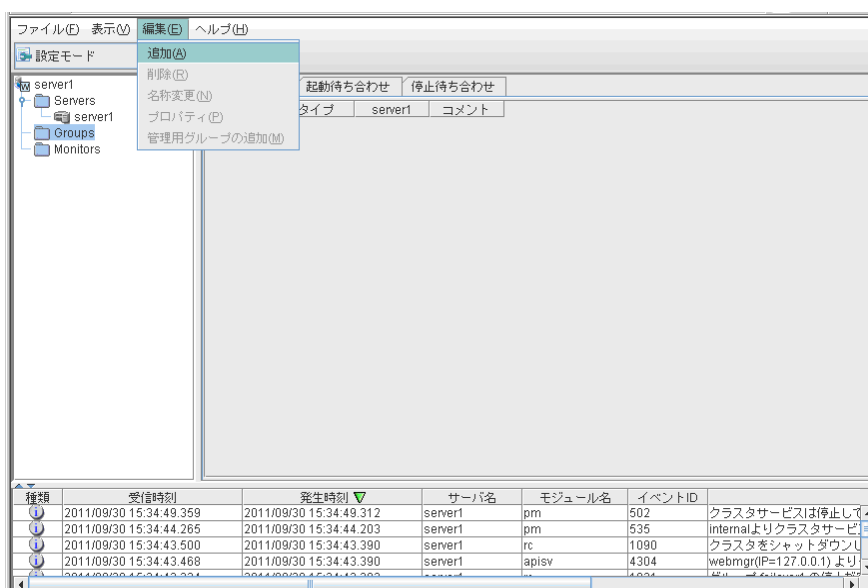 ファイル(F) 表示(V) 編集(E) ヘルプ(H)
設定モード
追加(A)
削除(R)
名称変更(N)
プロパティ(P)
管理用グループの追加(M)
server1
Servers
server1
Groups
Monitors
起動待ち合わせ 停止待ち合わせ
タイプ server1 コメント
種類 受信時刻 発生時刻 サーバ名 モジュール名 イベントID
2011/09/30 15:34:49.359 2011/09/30 15:34:49.312 server1 pm 502 クラスタサービスは停止して
2011/09/30 15:34:44.265 2011/09/30 15:34:44.203 server1 pm 535 internalよりクラスタサービ
2011/09/30 15:34:43.500 2011/09/30 15:34:43.390 server1 rc 1090 クラスタをシャットダウンし
2011/09/30 15:34:43.468 2011/09/30 15:34:43.390 server1 apisv 4304 webmgr(IP=127.0.0.1) より